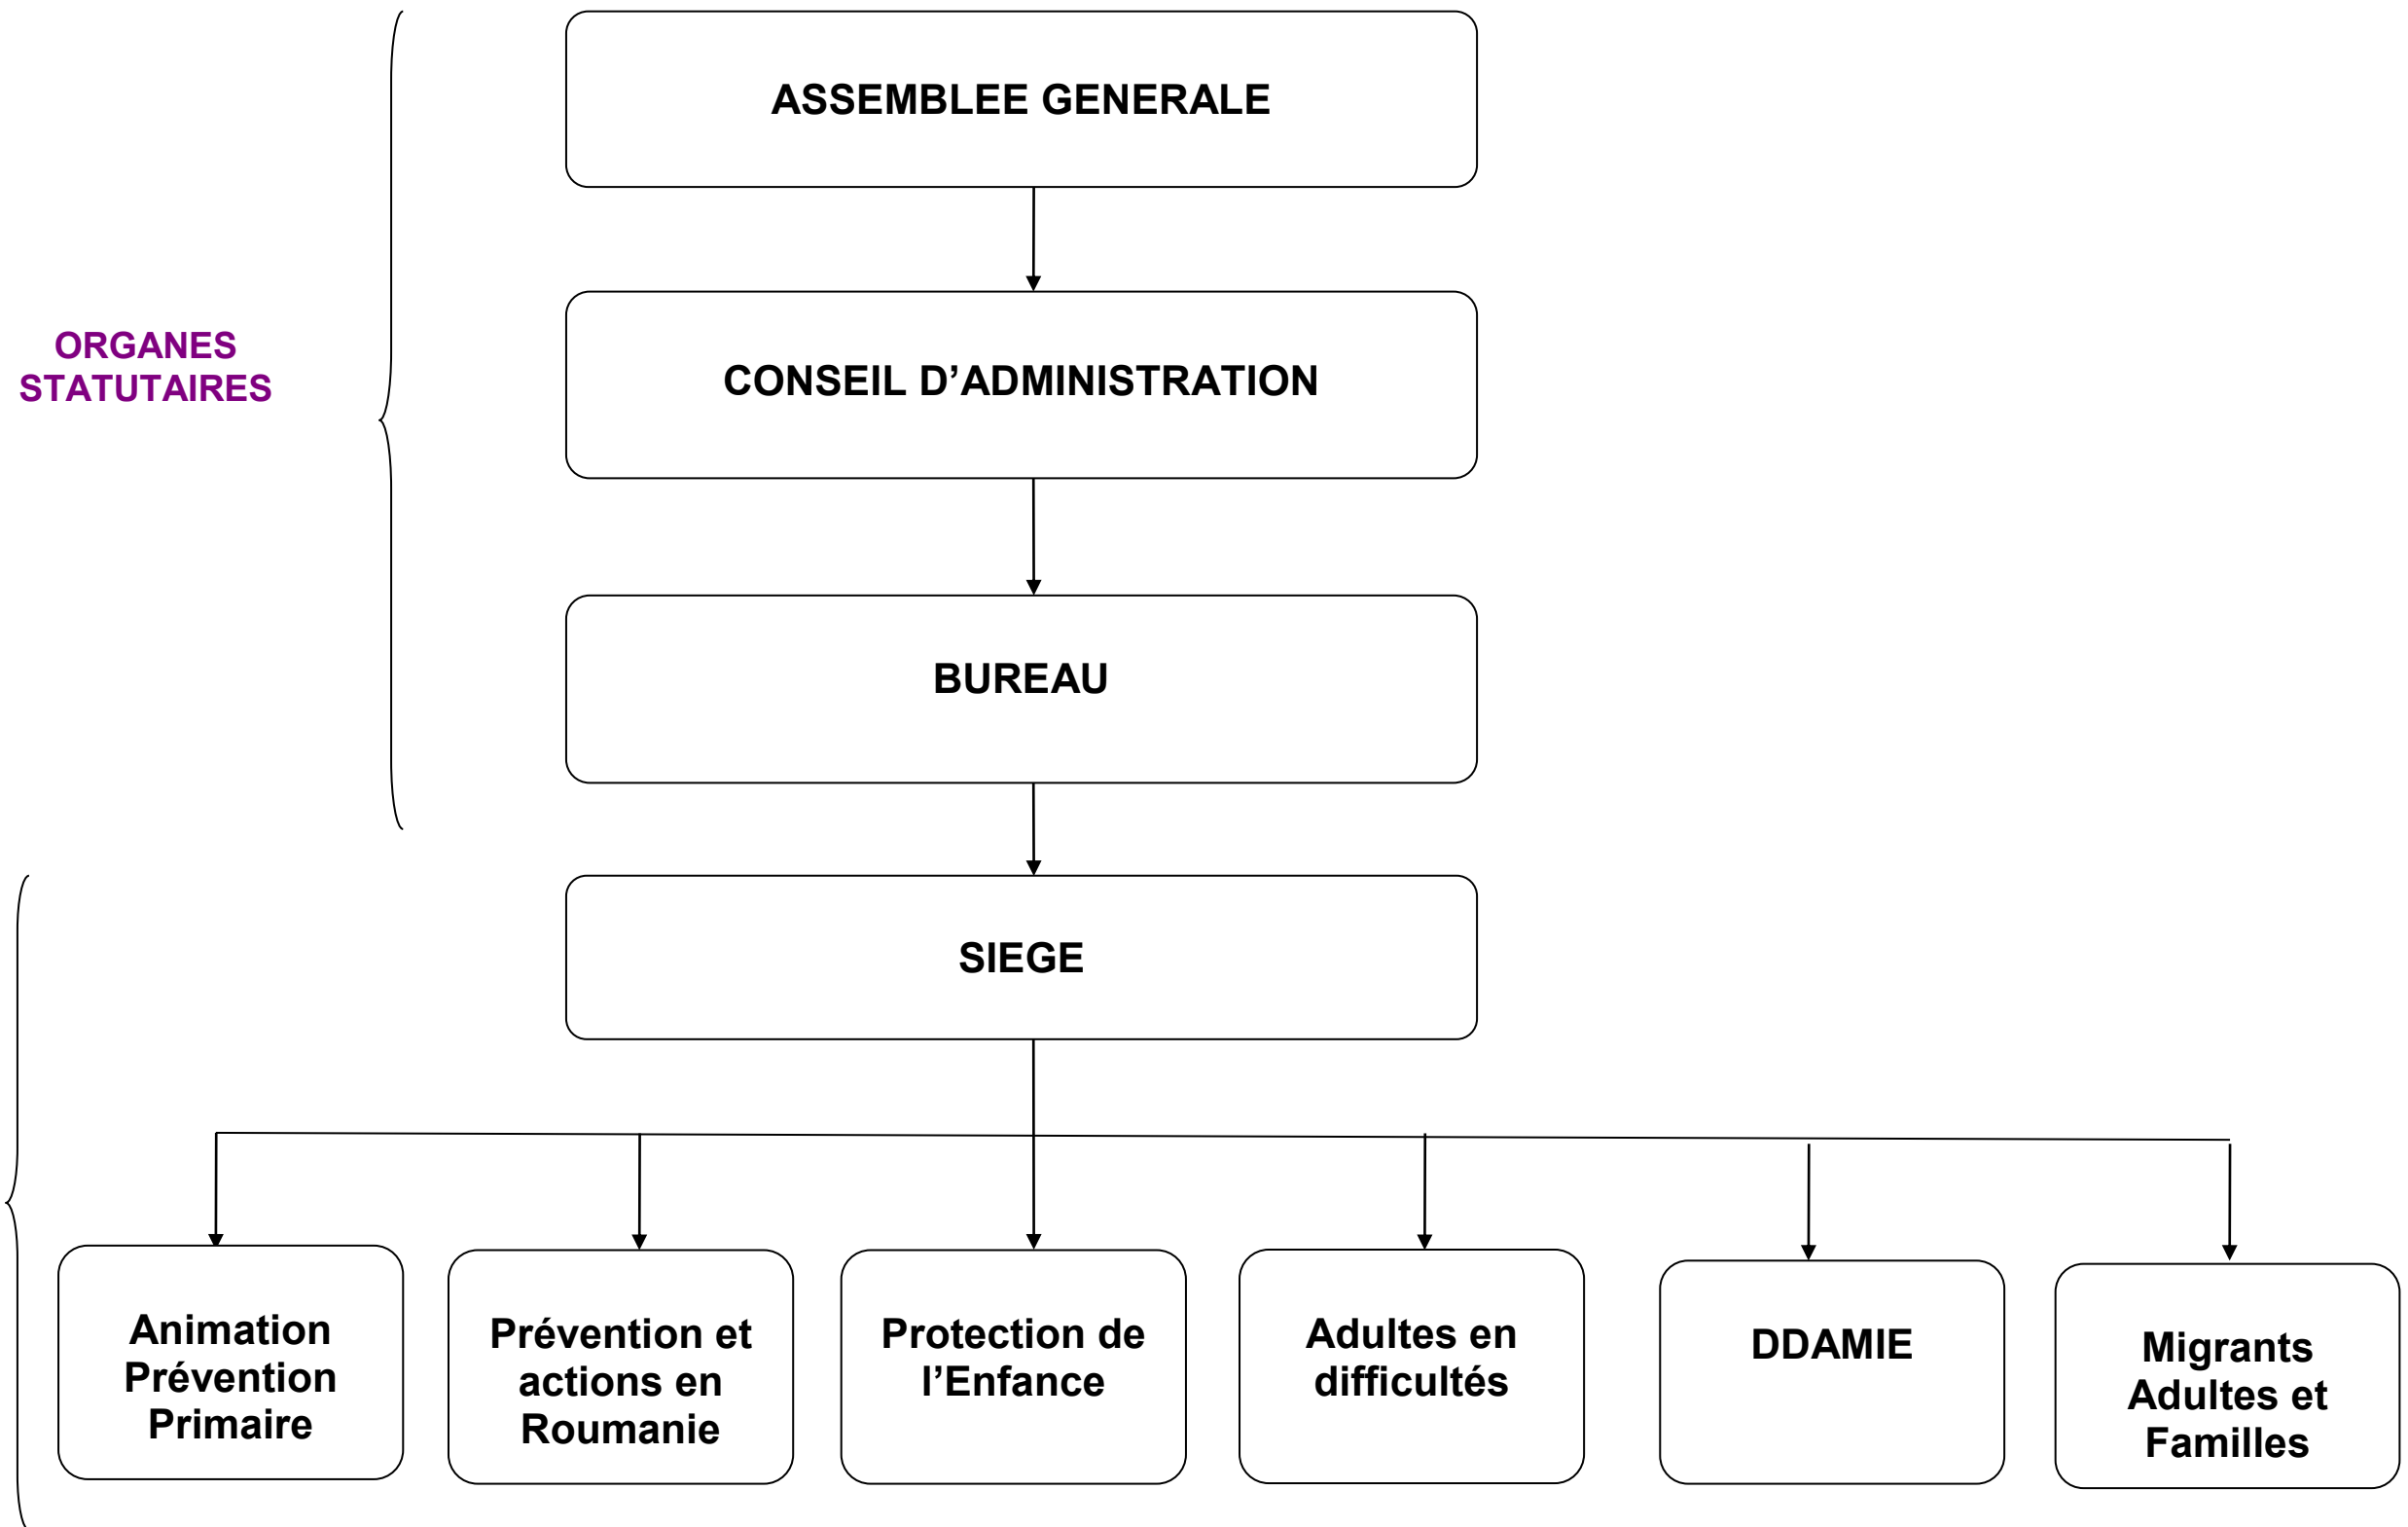 ASSEMBLEE GENERALE
ORGANES
STATUTAIRES
CONSEIL D’ADMINISTRATION
BUREAU
SIEGE
Animation
Prévention
Primaire
Prévention et
actions en
Roumanie
Protection de
l’Enfance
Adultes en
difficultés
DDAMIE
Migrants
Adultes et
Familles